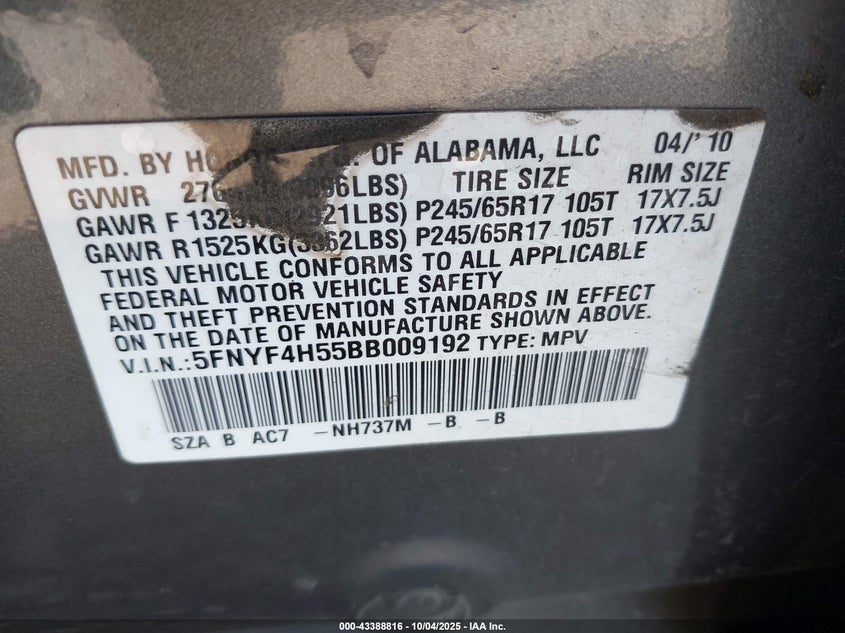 MFD. BY OF ALABAMA, LLC 04/'10
GVWR TIRE SIZE RIM SIZE
GAWR F P245/65R17 105T 17X7.5J
GAWR R1525KG P245/65R17 105T 17X7.5J
THIS VEHICLE CONFORMS TO ALL APPLICABLE
FEDERAL MOTOR VEHICLE SAFETY
AND THEFT PREVENTION STANDARDS IN EFFECT
ON THE DATE OF MANUFACTURE SHOWN ABOVE.
V.I.N.:5FNYF4H55BB009192 TYPE: MPV
SZA B AC7 -NH737M -B -B
000-43388816 - 10/04/2025 - IAA Inc.